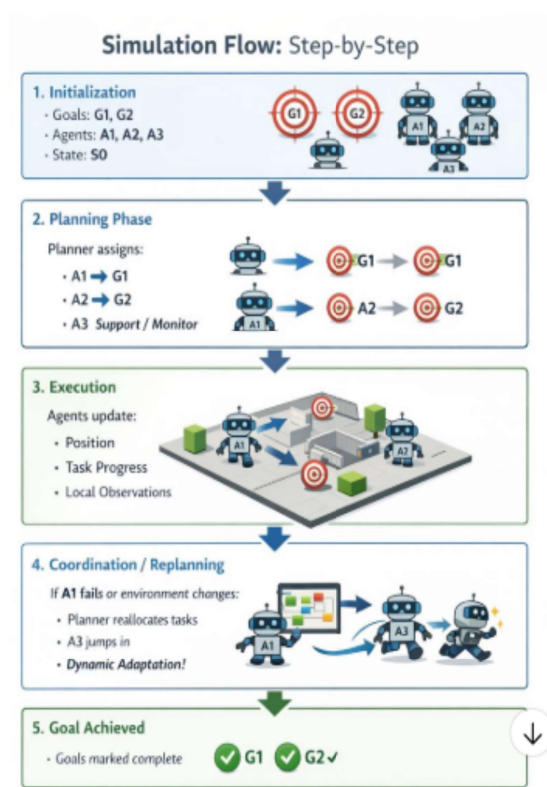 Simulation Flow: Step-by-Step
1. Initialization
· Goals: G1, G2
· Agents: A1, A2, A3
· State: S0
G1
G2
A1
A2
A3
2. Planning Phase
Planner assigns:
• A1 ➡ G1
• A2 ➡ G2
• A3 Support / Monitor
G1 → G1
A1
A2 → G2
3. Execution
Agents update:
• Position
• Task Progress
• Local Observations
A1
A2
4. Coordination / Replanning
If A1 fails or environment changes:
• Planner reallocates tasks
• A3 jumps in
• Dynamic Adaptation!
A1
A3
5. Goal Achieved
• Goals marked complete
G1
G2 ✓